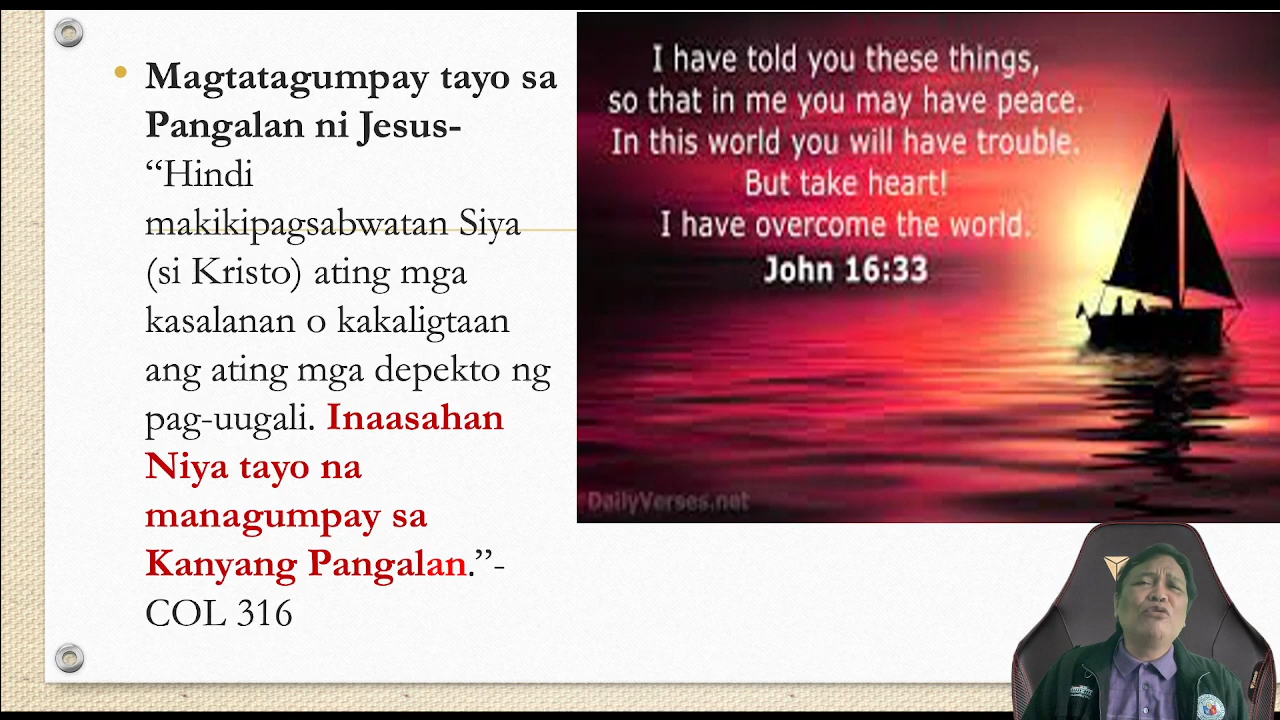 Magtatagumpay tayo sa
Pangalan ni Jesus-
“Hindi
makikipagsabwatan Siya
(si Kristo) ating mga
kasalanan o kakaligtaan
ang ating mga depekto ng
pag-uugali. Inaasahan
Niya tayo na
managumpay sa
Kanyang Pangalan.”-
COL 316
I have told you these things,
so that in me you may have peace.
In this world you will have trouble.
But take heart!
I have overcome the world.
John 16:33
DailyVerses.net